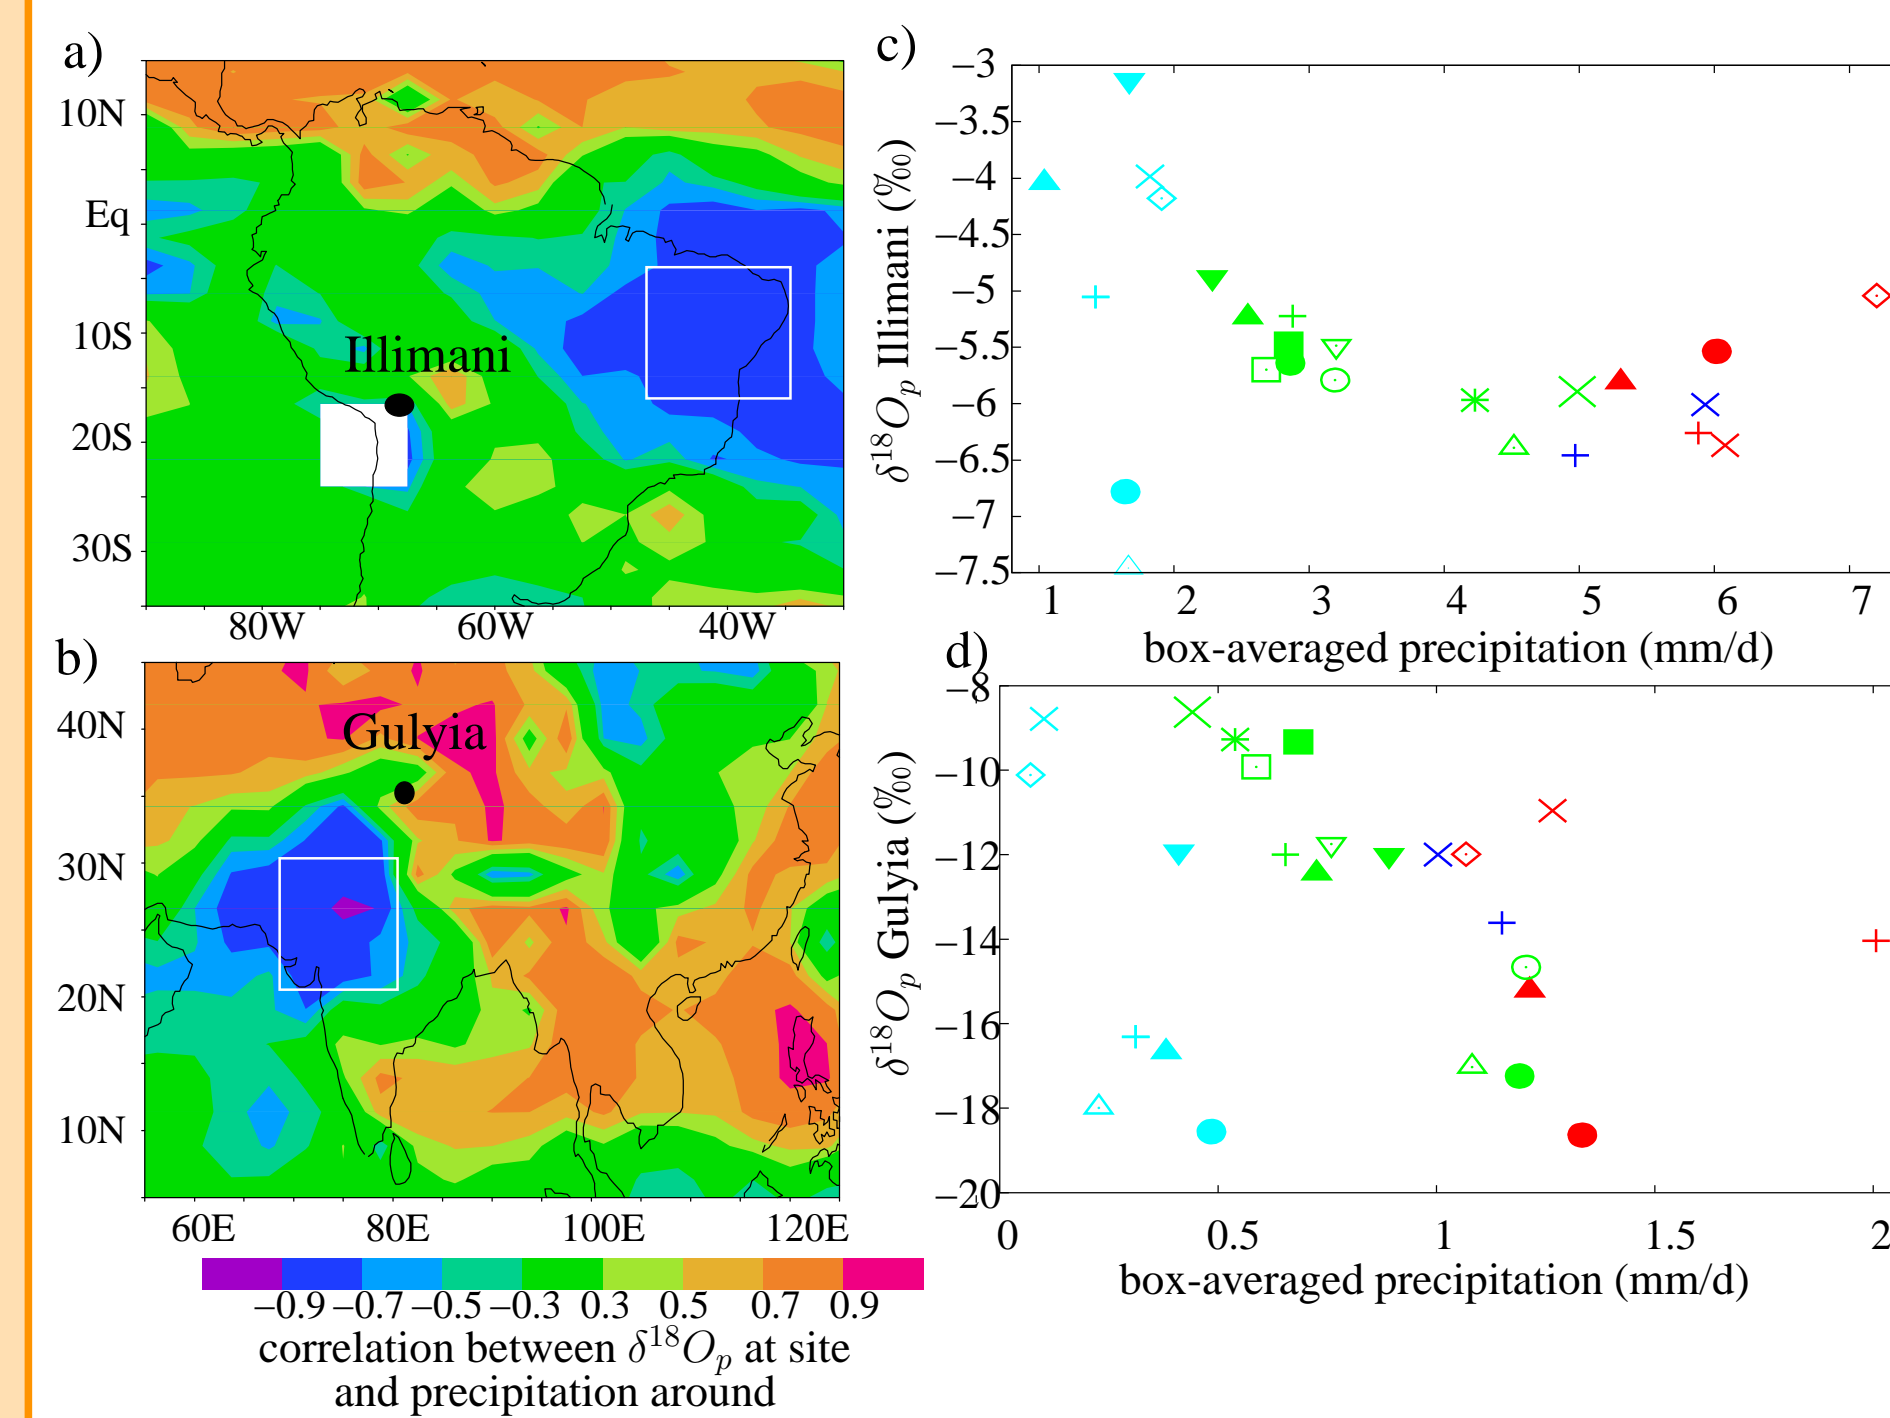 a)
10N
Eq
10S
20S
30S
Illimani
80W 60W 40W
c)
−3
−3.5
−4
−4.5
−5
−5.5
−6
−6.5
−7
−7.5
δ¹⁸Oₚ Illimani (‰)
1 2 3 4 5 6 7
box-averaged precipitation (mm/d)
b)
40N
30N
20N
10N
Gulyia
60E 80E 100E 120E
−0.9 −0.7 −0.5 −0.3 0.3 0.5 0.7 0.9
correlation between δ¹⁸Oₚ at site
and precipitation around
d)
−8
−10
−12
−14
−16
−18
−20
δ¹⁸Oₚ Gulyia (‰)
0 0.5 1 1.5 2
box-averaged precipitation (mm/d)